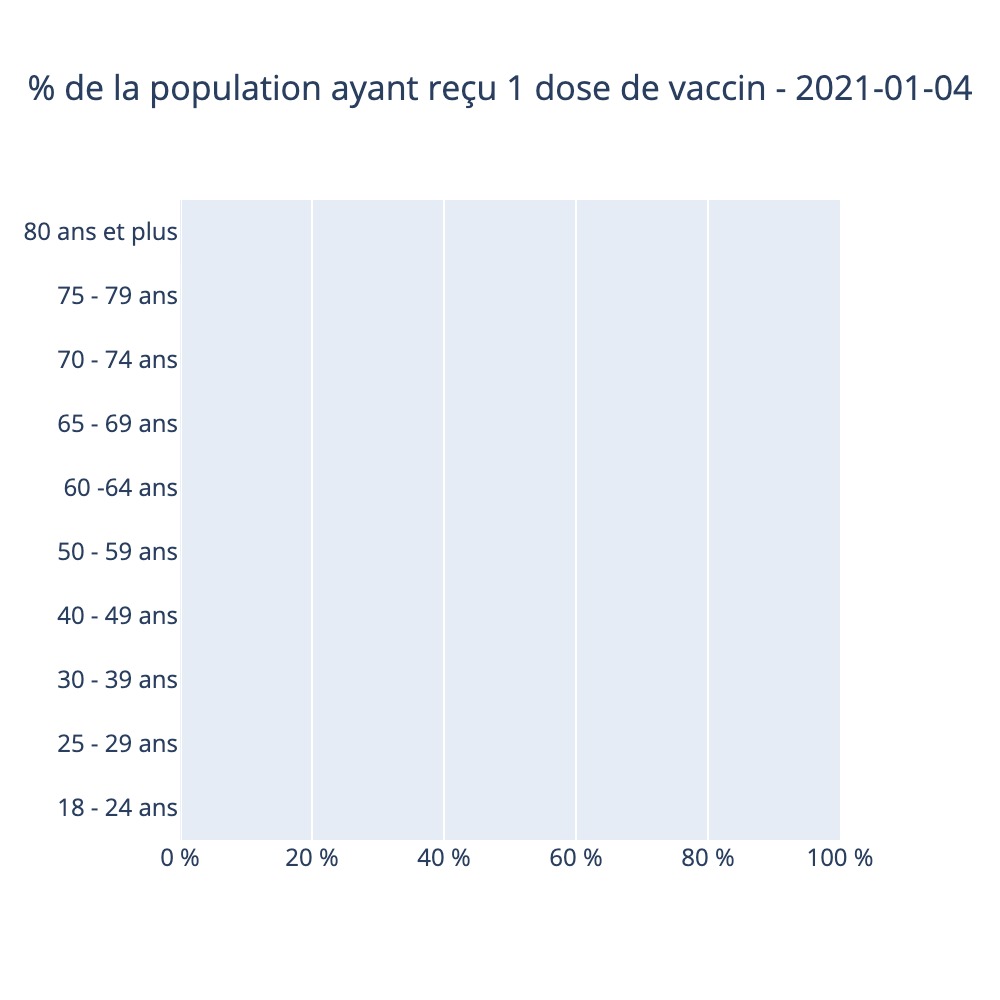 % de la population ayant reçu 1 dose de vaccin - 2021-01-04
80 ans et plus
75 - 79 ans
70 - 74 ans
65 - 69 ans
60 -64 ans
50 - 59 ans
40 - 49 ans
30 - 39 ans
25 - 29 ans
18 - 24 ans
0 % 20 % 40 % 60 % 80 % 100 %